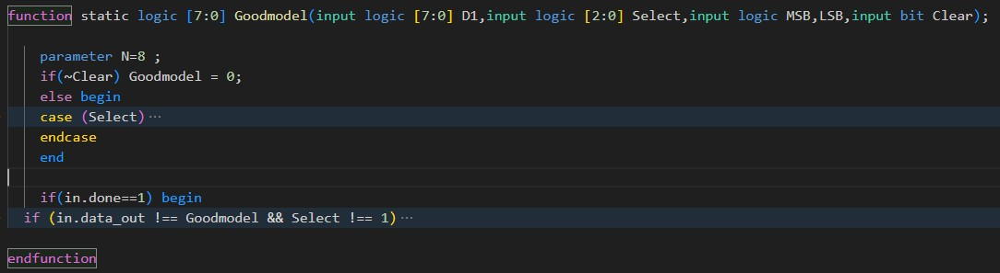 function static logic [7:0] Goodmodel(input logic [7:0] D1,input logic [2:0] Select,input logic MSB,LSB,input bit Clear);
parameter N=8 ;
if(~Clear) Goodmodel = 0;
else begin
case (Select)···
endcase
end
if(in.done==1) begin
if (in.data_out !== Goodmodel && Select !== 1)···
endfunction